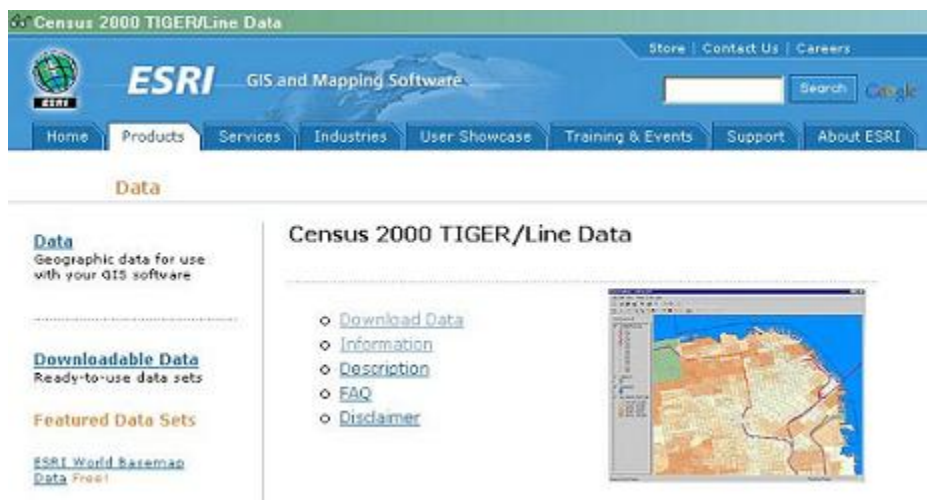 Census 2000 TIGER/Line Data
Store | Contact Us | Careers
ESRI
ESRI GIS and Mapping Software
Search Google
Home Products Services Industries User Showcase Training & Events Support About ESRI
Data
Data
Geographic data for use
with your GIS software
Downloadable Data
Ready-to-use data sets
Featured Data Sets
ESRI World Basemap
Data Free!
Census 2000 TIGER/Line Data
Download Data
Information
Description
FAQ
Disclaimer